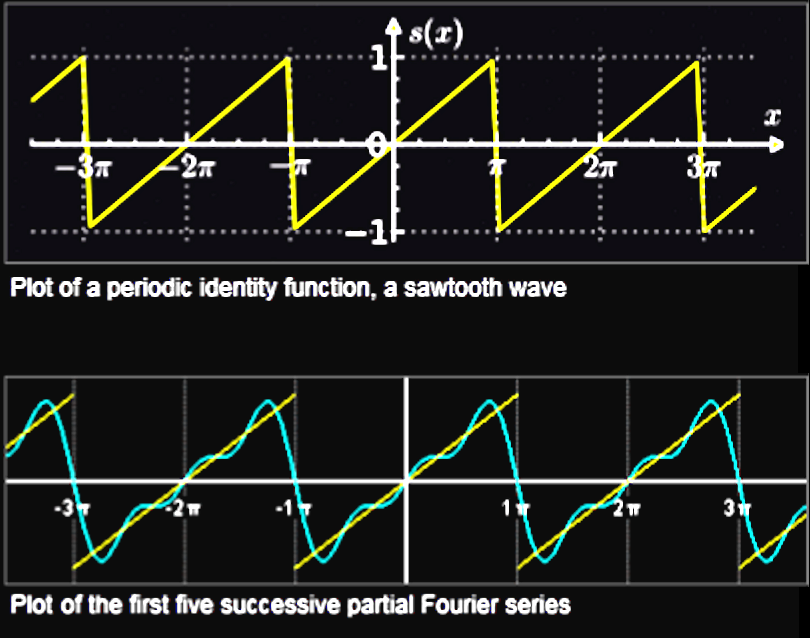 s(x)
1
x
0
−3π −2π −π π 2π 3π
−1
Plot of a periodic identity function, a sawtooth wave
-3π -2π -1π 1π 2π 3π
Plot of the first five successive partial Fourier series